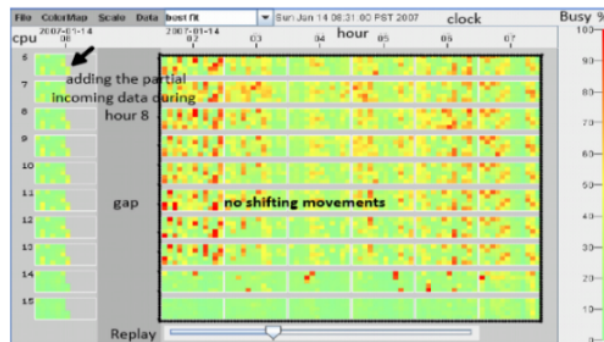 File ColorMap Scale Data best fit Sun Jan 14 08:31:00 PST 2007 clock Busy %
cpu 2007-01-14 2007-01-14 hour 100
08 02 03 04 05 06 07
6 90
adding the partial
7 incoming data during 80
8 hour 8 70
9 60
10 50
11 gap no shifting movements 40
12
13 30
14 20
15 10
Replay 0